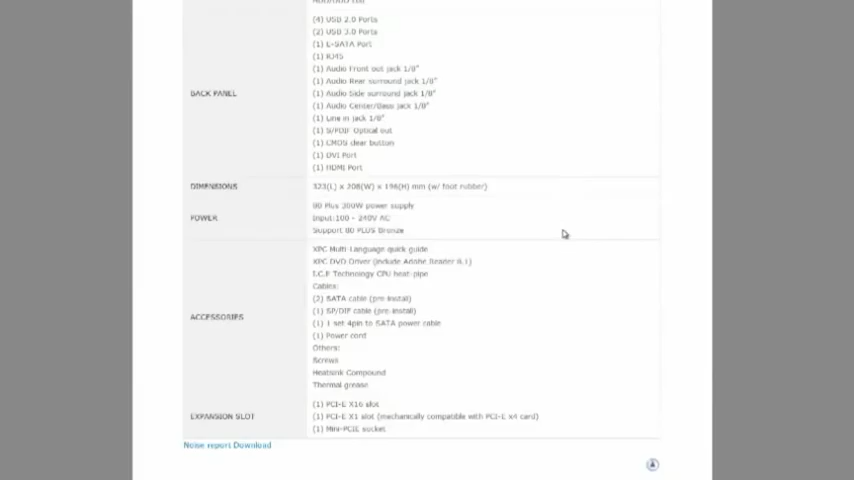 BACK PANEL
(4) USB 2.0 Ports
(2) USB 3.0 Ports
(1) E-SATA Port
(1) RJ45
(1) Audio Front out jack 1/8"
(1) Audio Rear surround jack 1/8"
(1) Audio Side surround jack 1/8"
(1) Audio Center/Bass jack 1/8"
(1) Line in jack 1/8"
(1) S/PDIF Optical out
(1) CMOS clear button
(1) DVI Port
(1) HDMI Port
DIMENSIONS
323(L) x 208(W) x 198(H) mm (w/ foot rubber)
POWER
80 Plus 300W power supply
Input:100 - 240V AC
Support 80 PLUS Bronze
ACCESSORIES
XPC Multi-Language quick guide
XPC DVD Driver (include Adobe Reader 8.1)
I.C.E Technology CPU heat-pipe
Cables:
(2) SATA cable (pre-install)
(1) SP/DIF cable (pre-install)
(1) 1 set 4pin to SATA power cable
(1) Power cord
Others:
Screws
Heatsink Compound
Thermal grease
EXPANSION SLOT
(1) PCI-E X16 slot
(1) PCI-E X1 slot (mechanically compatible with PCI-E x4 card)
(1) Mini-PCIE socket
Noise report Download